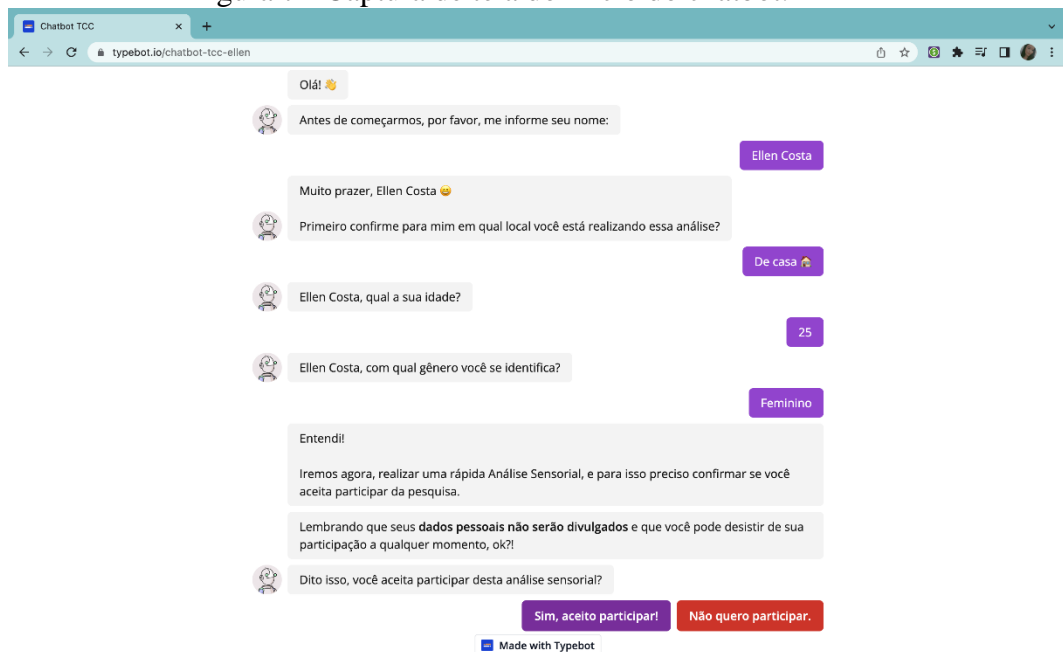 Chatbot TCC
typebot.io/chatbot-tcc-ellen
Olá! 👋
Antes de começarmos, por favor, me informe seu nome:
Ellen Costa
Muito prazer, Ellen Costa 😄
Primeiro confirme para mim em qual local você está realizando essa análise?
De casa 🏠
Ellen Costa, qual a sua idade?
25
Ellen Costa, com qual gênero você se identifica?
Feminino
Entendi!
Iremos agora, realizar uma rápida Análise Sensorial, e para isso preciso confirmar se você
aceita participar da pesquisa.
Lembrando que seus dados pessoais não serão divulgados e que você pode desistir de sua
participação a qualquer momento, ok?!
Dito isso, você aceita participar desta análise sensorial?
Sim, aceito participar!
Não quero participar.
Made with Typebot